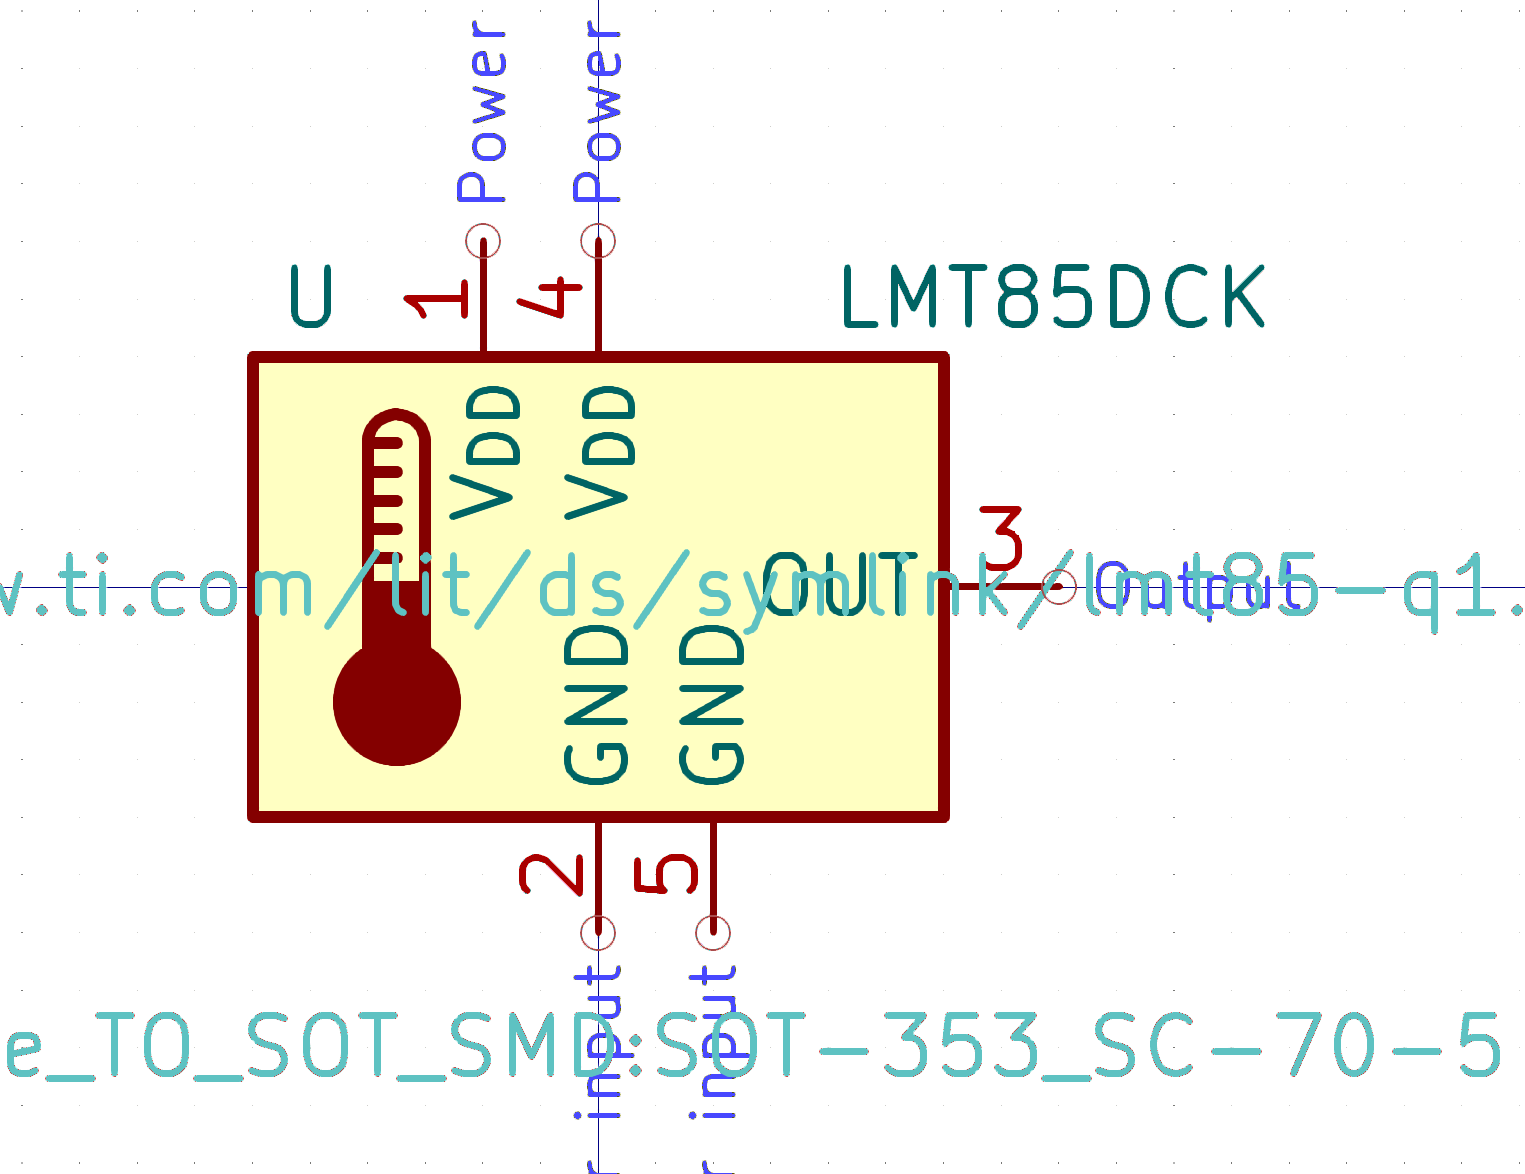 Power
Power
U
1
4
LMT85DCK
VDD
VDD
3
OUT
Output
w.ti.com/lit/ds/symlink/lmt85-q1.
GND
GND
2
5
input
input
e_TO_SOT_SMD:SOT-353_SC-70-5